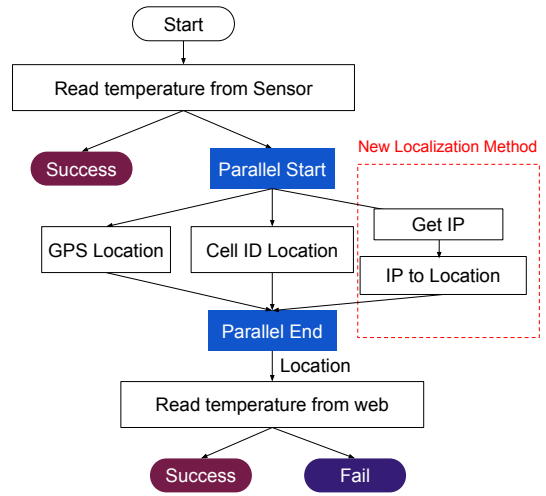 Start
Read temperature from Sensor
New Localization Method
Success
Parallel Start
Get IP
GPS Location
Cell ID Location
IP to Location
Parallel End
Location
Read temperature from web
Success
Fail